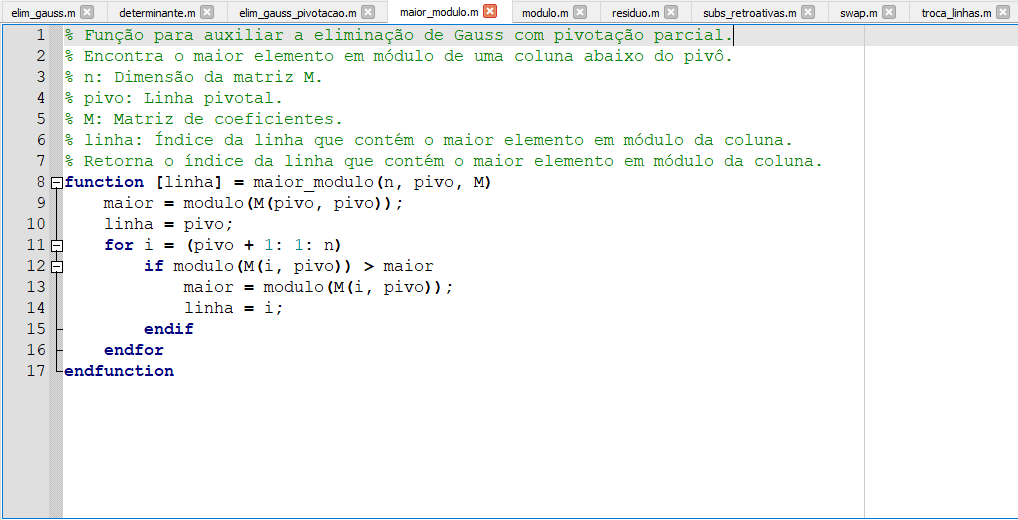 elim_gauss.m determinante.m elim_gauss_pivotacao.m maior_modulo.m modulo.m residuo.m subs_retroativas.m swap.m troca_linhas.m
1 % Função para auxiliar a eliminação de Gauss com pivotação parcial.
2 % Encontra o maior elemento em módulo de uma coluna abaixo do pivô.
3 % n: Dimensão da matriz M.
4 % pivo: Linha pivotal.
5 % M: Matriz de coeficientes.
6 % linha: Índice da linha que contém o maior elemento em módulo da coluna.
7 % Retorna o índice da linha que contém o maior elemento em módulo da coluna.
8 function [linha] = maior_modulo(n, pivo, M)
9     maior = modulo(M(pivo, pivo));
10     linha = pivo;
11     for i = (pivo + 1: 1: n)
12         if modulo(M(i, pivo)) > maior
13             maior = modulo(M(i, pivo));
14             linha = i;
15         endif
16     endfor
17 endfunction